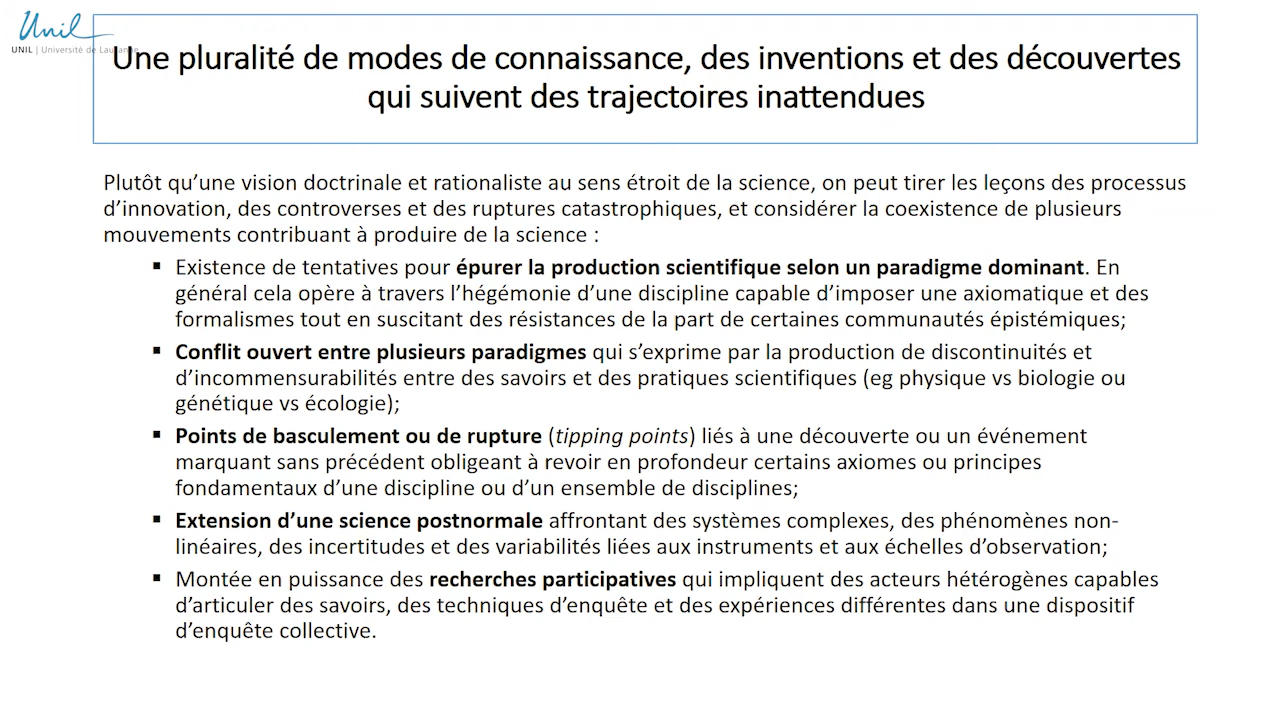 Unil
UNIL | Université de Lausanne
Une pluralité de modes de connaissance, des inventions et des découvertes
qui suivent des trajectoires inattendues
Plutôt qu’une vision doctrinale et rationaliste au sens étroit de la science, on peut tirer les leçons des processus
d’innovation, des controverses et des ruptures catastrophiques, et considérer la coexistence de plusieurs
mouvements contribuant à produire de la science :
▪ Existence de tentatives pour épurer la production scientifique selon un paradigme dominant. En
général cela opère à travers l’hégémonie d’une discipline capable d’imposer une axiomatique et des
formalismes tout en suscitant des résistances de la part de certaines communautés épistémiques;
▪ Conflit ouvert entre plusieurs paradigmes qui s’exprime par la production de discontinuités et
d’incommensurabilités entre des savoirs et des pratiques scientifiques (eg physique vs biologie ou
génétique vs écologie);
▪ Points de basculement ou de rupture (tipping points) liés à une découverte ou un événement
marquant sans précédent obligeant à revoir en profondeur certains axiomes ou principes
fondamentaux d’une discipline ou d’un ensemble de disciplines;
▪ Extension d’une science postnormale affrontant des systèmes complexes, des phénomènes non-
linéaires, des incertitudes et des variabilités liées aux instruments et aux échelles d’observation;
▪ Montée en puissance des recherches participatives qui impliquent des acteurs hétérogènes capables
d’articuler des savoirs, des techniques d’enquête et des expériences différentes dans une dispositif
d’enquête collective.